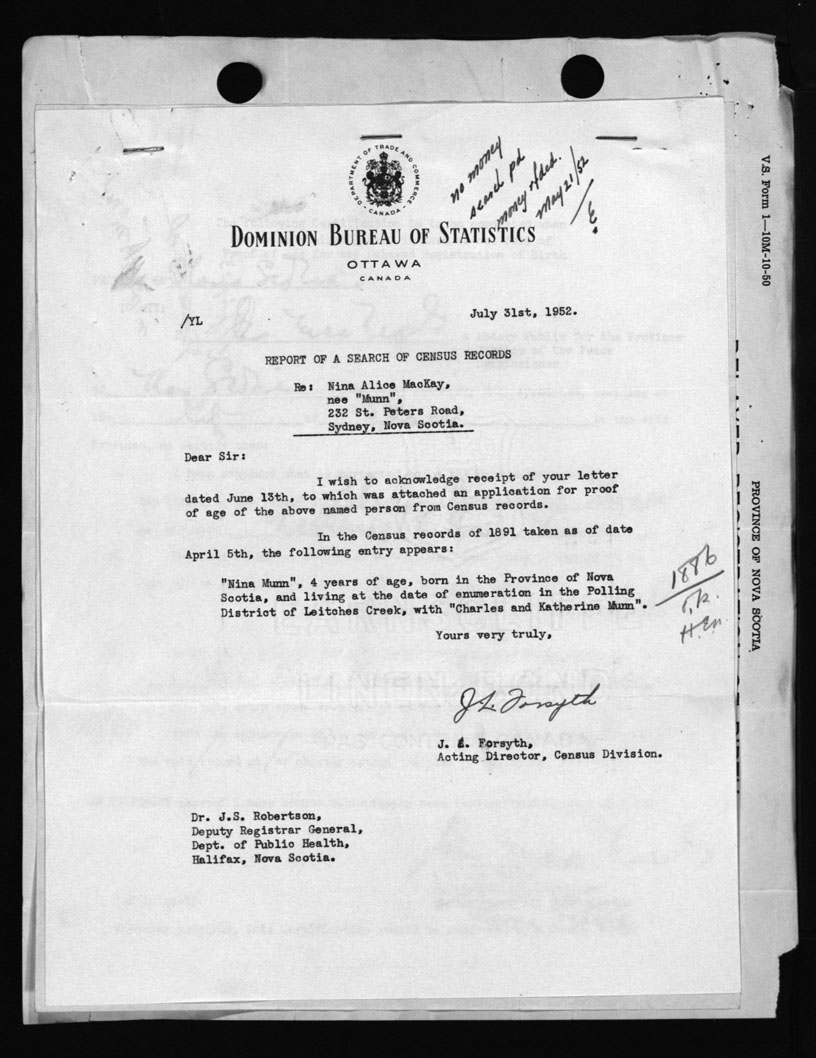 DEPARTMENT OF TRADE AND COMMERCE
CANADA
no money
search pd
money rfded.
May 21/52
E.
DOMINION BUREAU OF STATISTICS
OTTAWA
CANADA
/YL
July 31st, 1952.
REPORT OF A SEARCH OF CENSUS RECORDS
Re: Nina Alice MacKay,
nee "Munn",
232 St. Peters Road,
Sydney, Nova Scotia.
Dear Sir:
I wish to acknowledge receipt of your letter
dated June 13th, to which was attached an application for proof
of age of the above named person from Census records.
In the Census records of 1891 taken as of date
April 5th, the following entry appears:
"Nina Munn", 4 years of age, born in the Province of Nova
Scotia, and living at the date of enumeration in the Polling
District of Leitches Creek, with "Charles and Katherine Munn".
1886
Yours very truly,
J. L. Forsyth
J. L. Forsyth,
Acting Director, Census Division.
Dr. J.S. Robertson,
Deputy Registrar General,
Dept. of Public Health,
Halifax, Nova Scotia.
V.S. Form 1—10M-10-50
PROVINCE OF NOVA SCOTIA